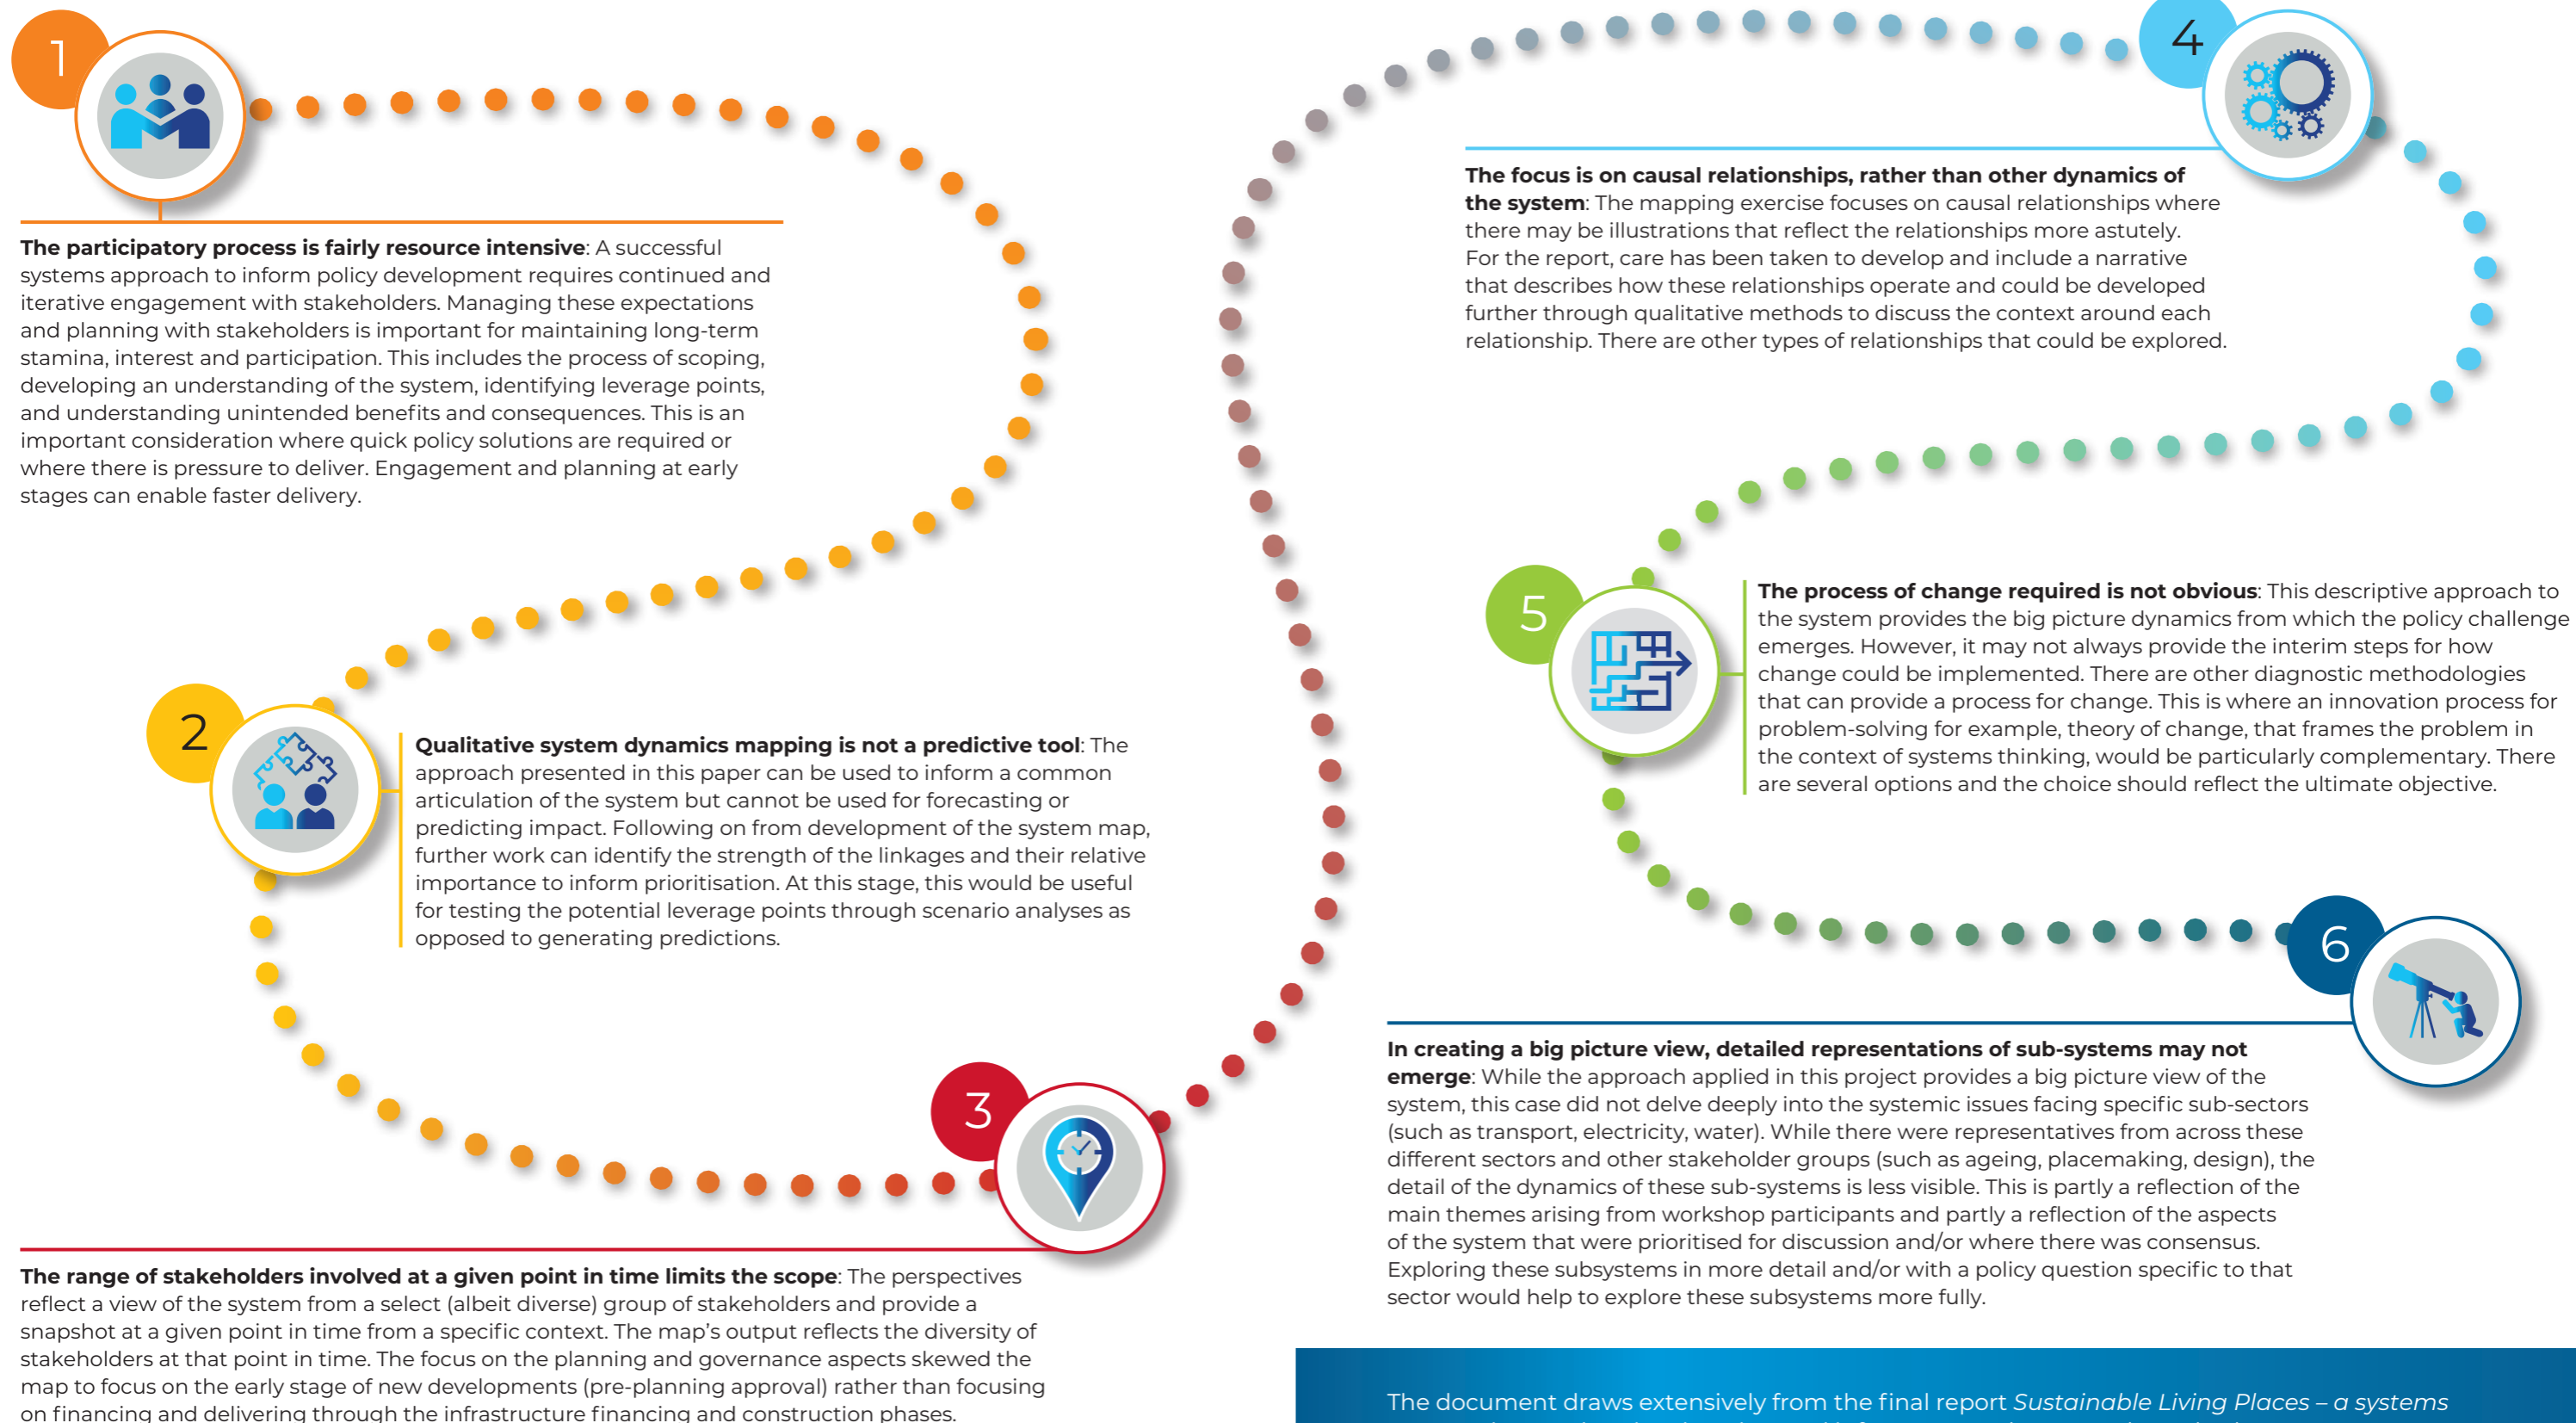 1
The participatory process is fairly resource intensive: A successful
systems approach to inform policy development requires continued and
iterative engagement with stakeholders. Managing these expectations
and planning with stakeholders is important for maintaining long-term
stamina, interest and participation. This includes the process of scoping,
developing an understanding of the system, identifying leverage points,
and understanding unintended benefits and consequences. This is an
important consideration where quick policy solutions are required or
where there is pressure to deliver. Engagement and planning at early
stages can enable faster delivery.
2
Qualitative system dynamics mapping is not a predictive tool: The
approach presented in this paper can be used to inform a common
articulation of the system but cannot be used for forecasting or
predicting impact. Following on from development of the system map,
further work can identify the strength of the linkages and their relative
importance to inform prioritisation. At this stage, this would be useful
for testing the potential leverage points through scenario analyses as
opposed to generating predictions.
3
The range of stakeholders involved at a given point in time limits the scope: The perspectives
reflect a view of the system from a select (albeit diverse) group of stakeholders and provide a
snapshot at a given point in time from a specific context. The map's output reflects the diversity of
stakeholders at that point in time. The focus on the planning and governance aspects skewed the
map to focus on the early stage of new developments (pre-planning approval) rather than focusing
on financing and delivering through the infrastructure financing and construction phases.
4
The focus is on causal relationships, rather than other dynamics of
the system: The mapping exercise focuses on causal relationships where
there may be illustrations that reflect the relationships more astutely.
For the report, care has been taken to develop and include a narrative
that describes how these relationships operate and could be developed
further through qualitative methods to discuss the context around each
relationship. There are other types of relationships that could be explored.
5
The process of change required is not obvious: This descriptive approach to
the system provides the big picture dynamics from which the policy challenge
emerges. However, it may not always provide the interim steps for how
change could be implemented. There are other diagnostic methodologies
that can provide a process for change. This is where an innovation process for
problem-solving for example, theory of change, that frames the problem in
the context of systems thinking, would be particularly complementary. There
are several options and the choice should reflect the ultimate objective.
6
In creating a big picture view, detailed representations of sub-systems may not
emerge: While the approach applied in this project provides a big picture view of the
system, this case did not delve deeply into the systemic issues facing specific sub-sectors
(such as transport, electricity, water). While there were representatives from across these
different sectors and other stakeholder groups (such as ageing, placemaking, design), the
detail of the dynamics of these sub-systems is less visible. This is partly a reflection of the
main themes arising from workshop participants and partly a reflection of the aspects
of the system that were prioritised for discussion and/or where there was consensus.
Exploring these subsystems in more detail and/or with a policy question specific to that
sector would help to explore these subsystems more fully.
The document draws extensively from the final report Sustainable Living Places – a systems